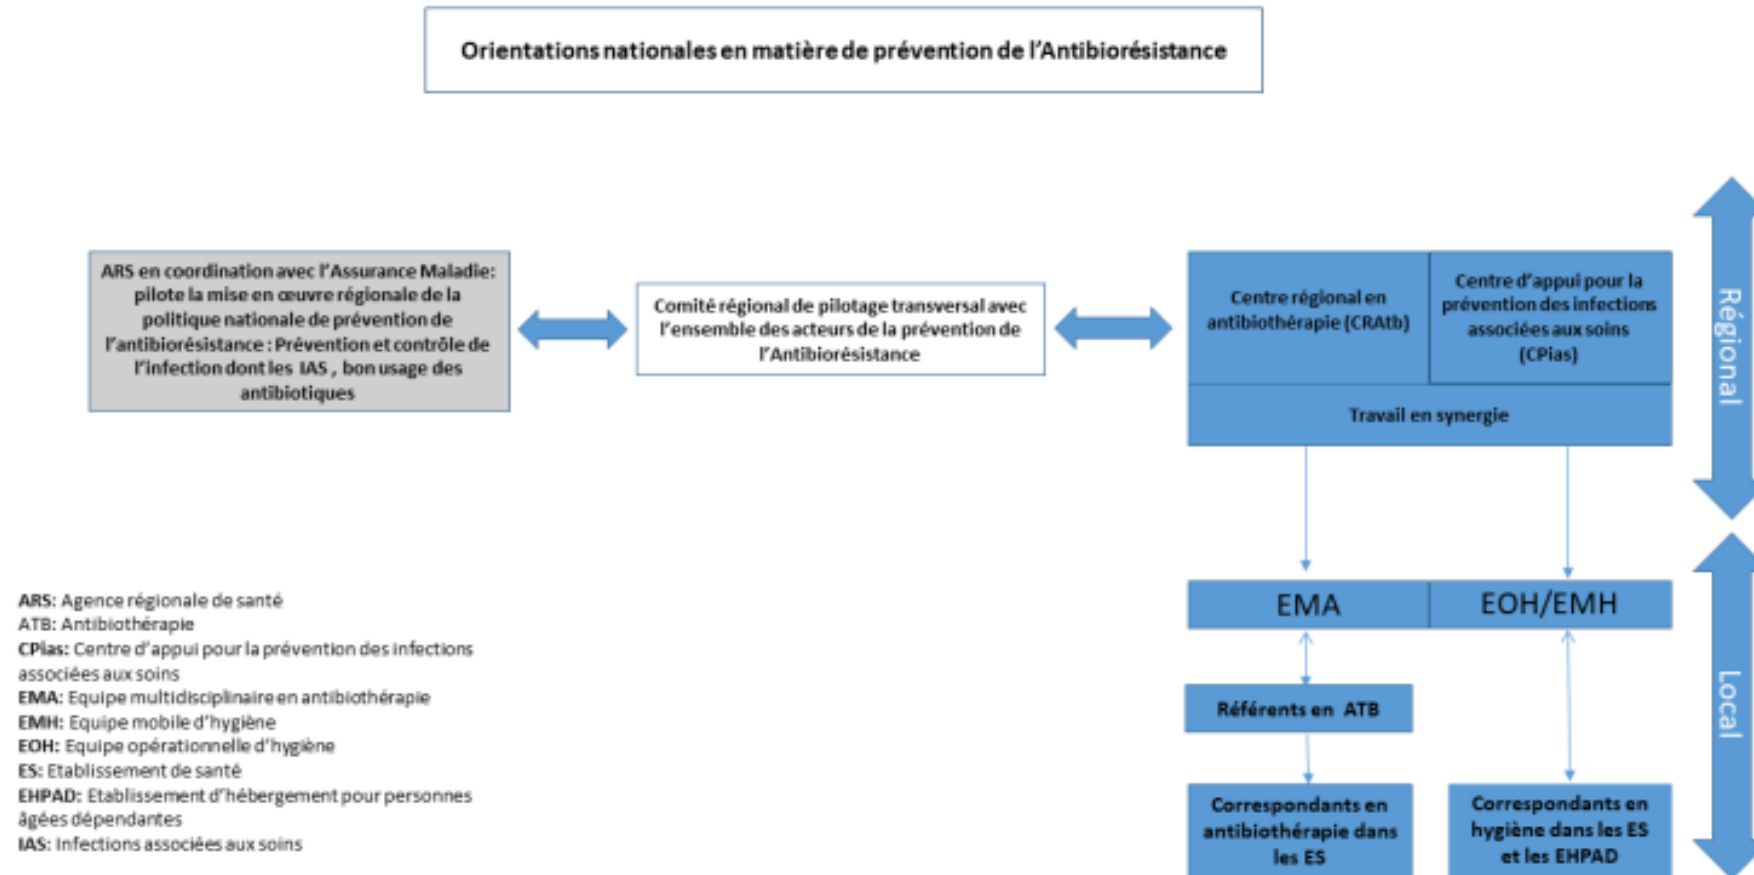 Orientations nationales en matière de prévention de l'Antibiorésistance
ARS en coordination avec l'Assurance Maladie:
pilote la mise en œuvre régionale de la
politique nationale de prévention de
l'antibiorésistance : Prévention et contrôle de
l'infection dont les IAS , bon usage des
antibiotiques
Comité régional de pilotage transversal avec
l'ensemble des acteurs de la prévention de
l'Antibiorésistance
Centre régional en
antibiothérapie (CRAtb)
Centre d'appui pour la
prévention des infections
associées aux soins
(CPias)
Travail en synergie
Régional
EMA
EOH/EMH
Référents en ATB
Correspondants en
antibiothérapie dans
les ES
Correspondants en
hygiène dans les ES
et les EHPAD
Local
ARS: Agence régionale de santé
ATB: Antibiothérapie
CPias: Centre d'appui pour la prévention des infections
associées aux soins
EMA: Equipe multidisciplinaire en antibiothérapie
EMH: Equipe mobile d'hygiène
EOH: Equipe opérationnelle d'hygiène
ES: Etablissement de santé
EHPAD: Etablissement d'hébergement pour personnes
âgées dépendantes
IAS: Infections associées aux soins